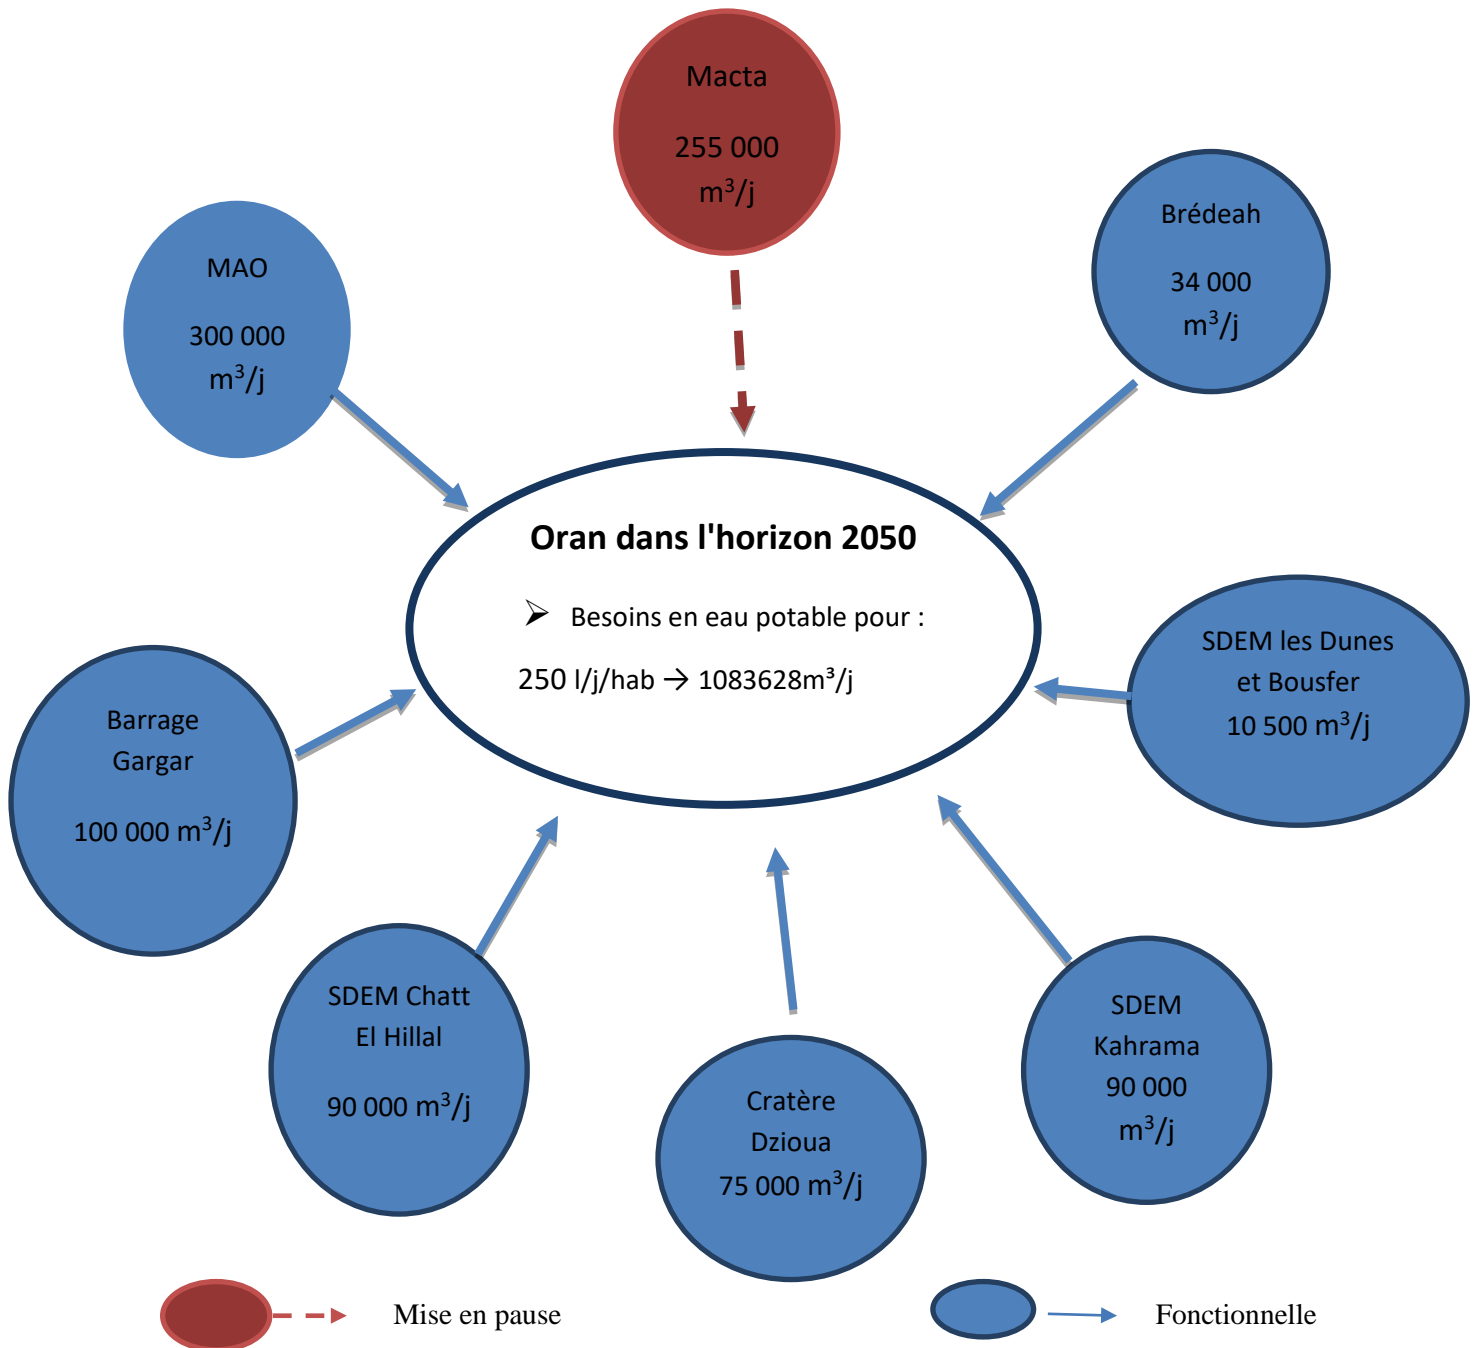 Macta
255 000
m³/j
Brédeah
34 000
m³/j
MAO
300 000
m³/j
Oran dans l'horizon 2050
➢ Besoins en eau potable pour :
250 l/j/hab → 1083628m³/j
SDEM les Dunes
et Bousfer
10 500 m³/j
Barrage
Gargar
100 000 m³/j
SDEM Chatt
El Hillal
90 000 m³/j
Cratère
Dzioua
75 000 m³/j
SDEM
Kahrama
90 000
m³/j
Mise en pause
Fonctionnelle